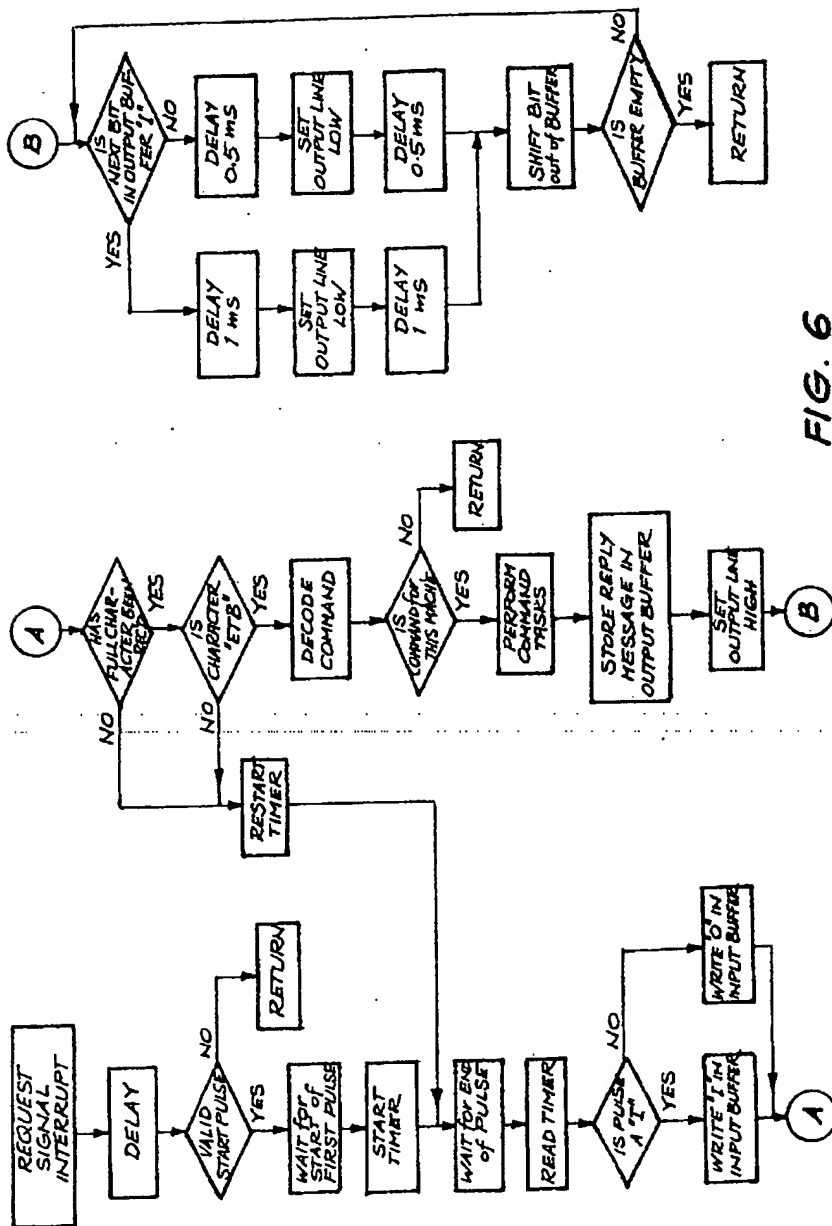 REQUEST
SIGNAL
INTERRUPT
DELAY
VALID
START PULSE
NO
RETURN
YES
WAIT FOR
START OF
FIRST PULSE
START
TIMER
WAIT FOR END
OF PULSE
READ TIMER
IS PULSE
A "1"
NO
YES
WRITE "1" IN
INPUT BUFFER
WRITE "0" IN
INPUT BUFFER
A
A
HAS
FULL CHAR-
ACTER BEEN
REC'D
NO
YES
IS
CHARACTER
"ETB"
NO
YES
RESTART
TIMER
DECODE
COMMAND
IS
COMMAND FOR
THIS MACHE
NO
RETURN
YES
PERFORM
COMMAND
TASKS
STORE REPLY
MESSAGE IN
OUTPUT BUFFER
SET
OUTPUT LINE
HIGH
B
B
IS
NEXT BIT
IN OUTPUT BUF-
FER "1"
YES
NO
DELAY
1 mS
SET
OUTPUT LINE
LOW
DELAY
1 mS
DELAY
0.5 mS
SET
OUTPUT LINE
LOW
DELAY
0.5 mS
SHIFT BIT
out of BUFFER
IS
BUFFER EMPTY
NO
YES
RETURN
FIG. 6